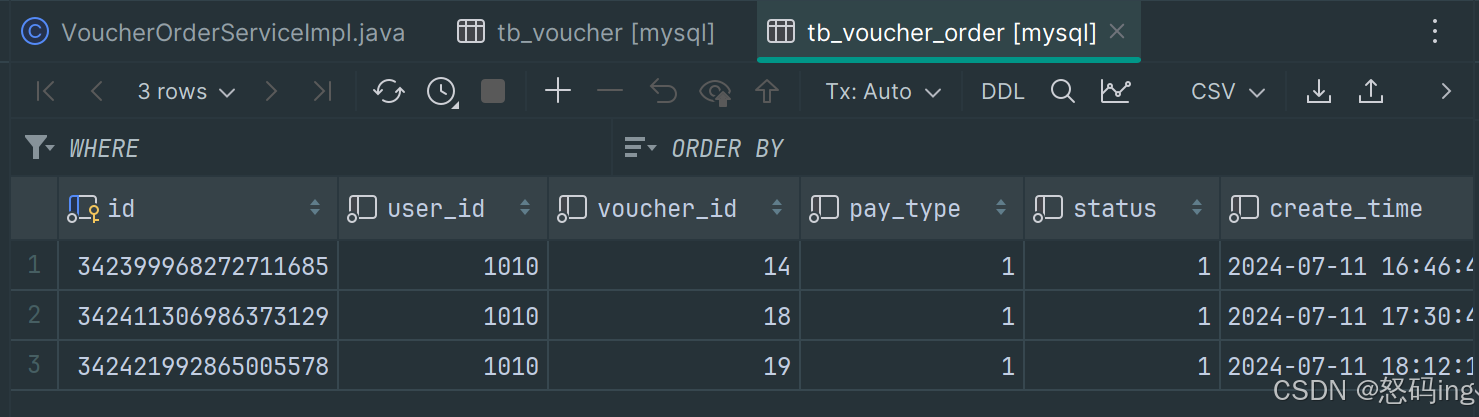 VoucherOrderServiceImpl.java tb_voucher [mysql] tb_voucher_order [mysql]
3 rows Tx: Auto DDL CSV
WHERE ORDER BY
id user_id voucher_id pay_type status create_time
1 342399968272711685 1010 14 1 1 2024-07-11 16:46:4
2 342411306986373129 1010 18 1 1 2024-07-11 17:30:4
3 342421992865005578 1010 19 1 1 2024-07-11 18:12:1
CSDN @怒码ing